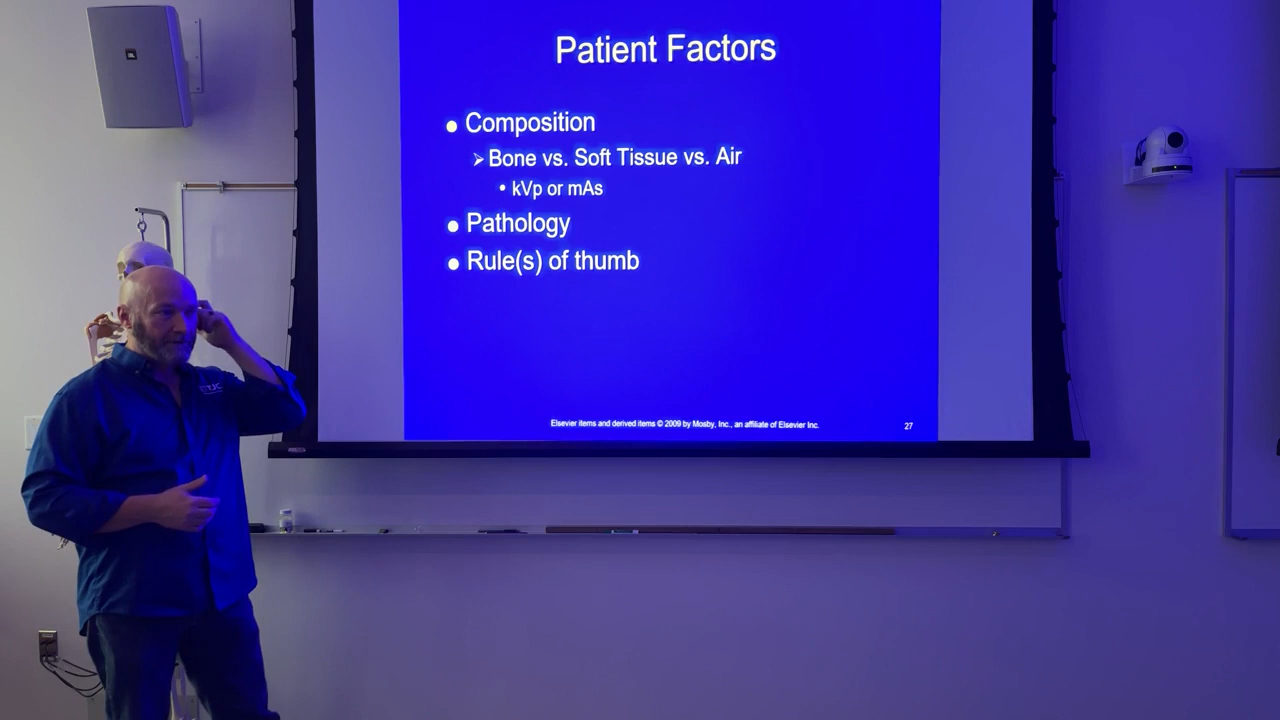 JBL
Patient Factors
• Composition
➢ Bone vs. Soft Tissue vs. Air
• kVp or mAs
• Pathology
• Rule(s) of thumb
Elsevier items and derived items © 2009 by Mosby, Inc., an affiliate of Elsevier Inc.
27